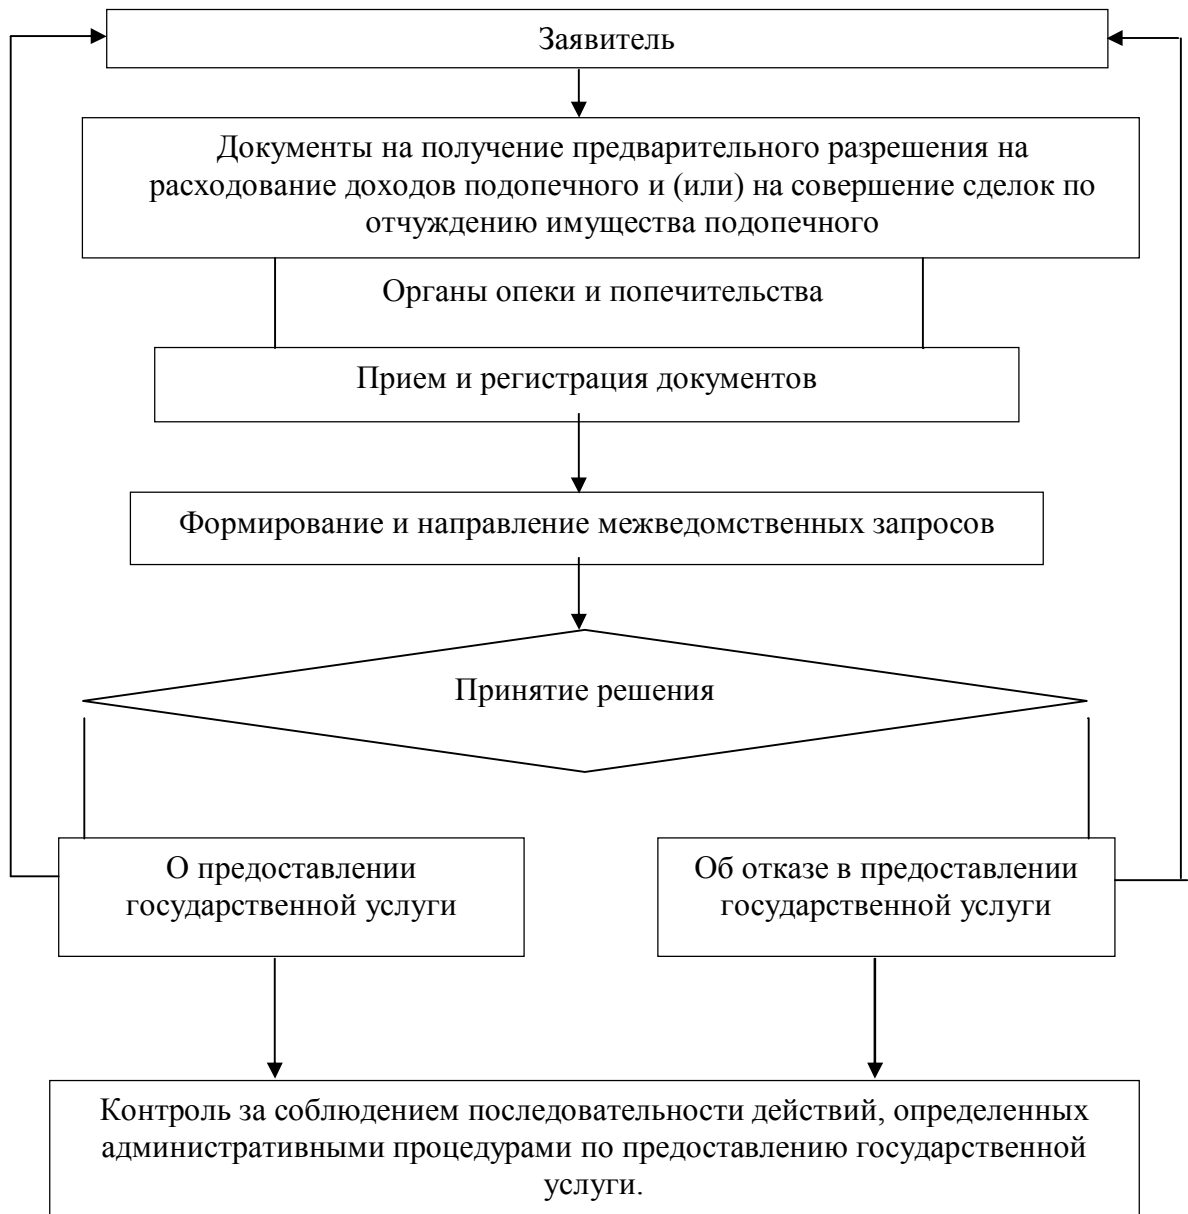 Заявитель
Документы на получение предварительного разрешения на
расходование доходов подопечного и (или) на совершение сделок по
отчуждению имущества подопечного
Органы опеки и попечительства
Прием и регистрация документов
Формирование и направление межведомственных запросов
Принятие решения
О предоставлении
государственной услуги
Об отказе в предоставлении
государственной услуги
Контроль за соблюдением последовательности действий, определенных
административными процедурами по предоставлению государственной
услуги.